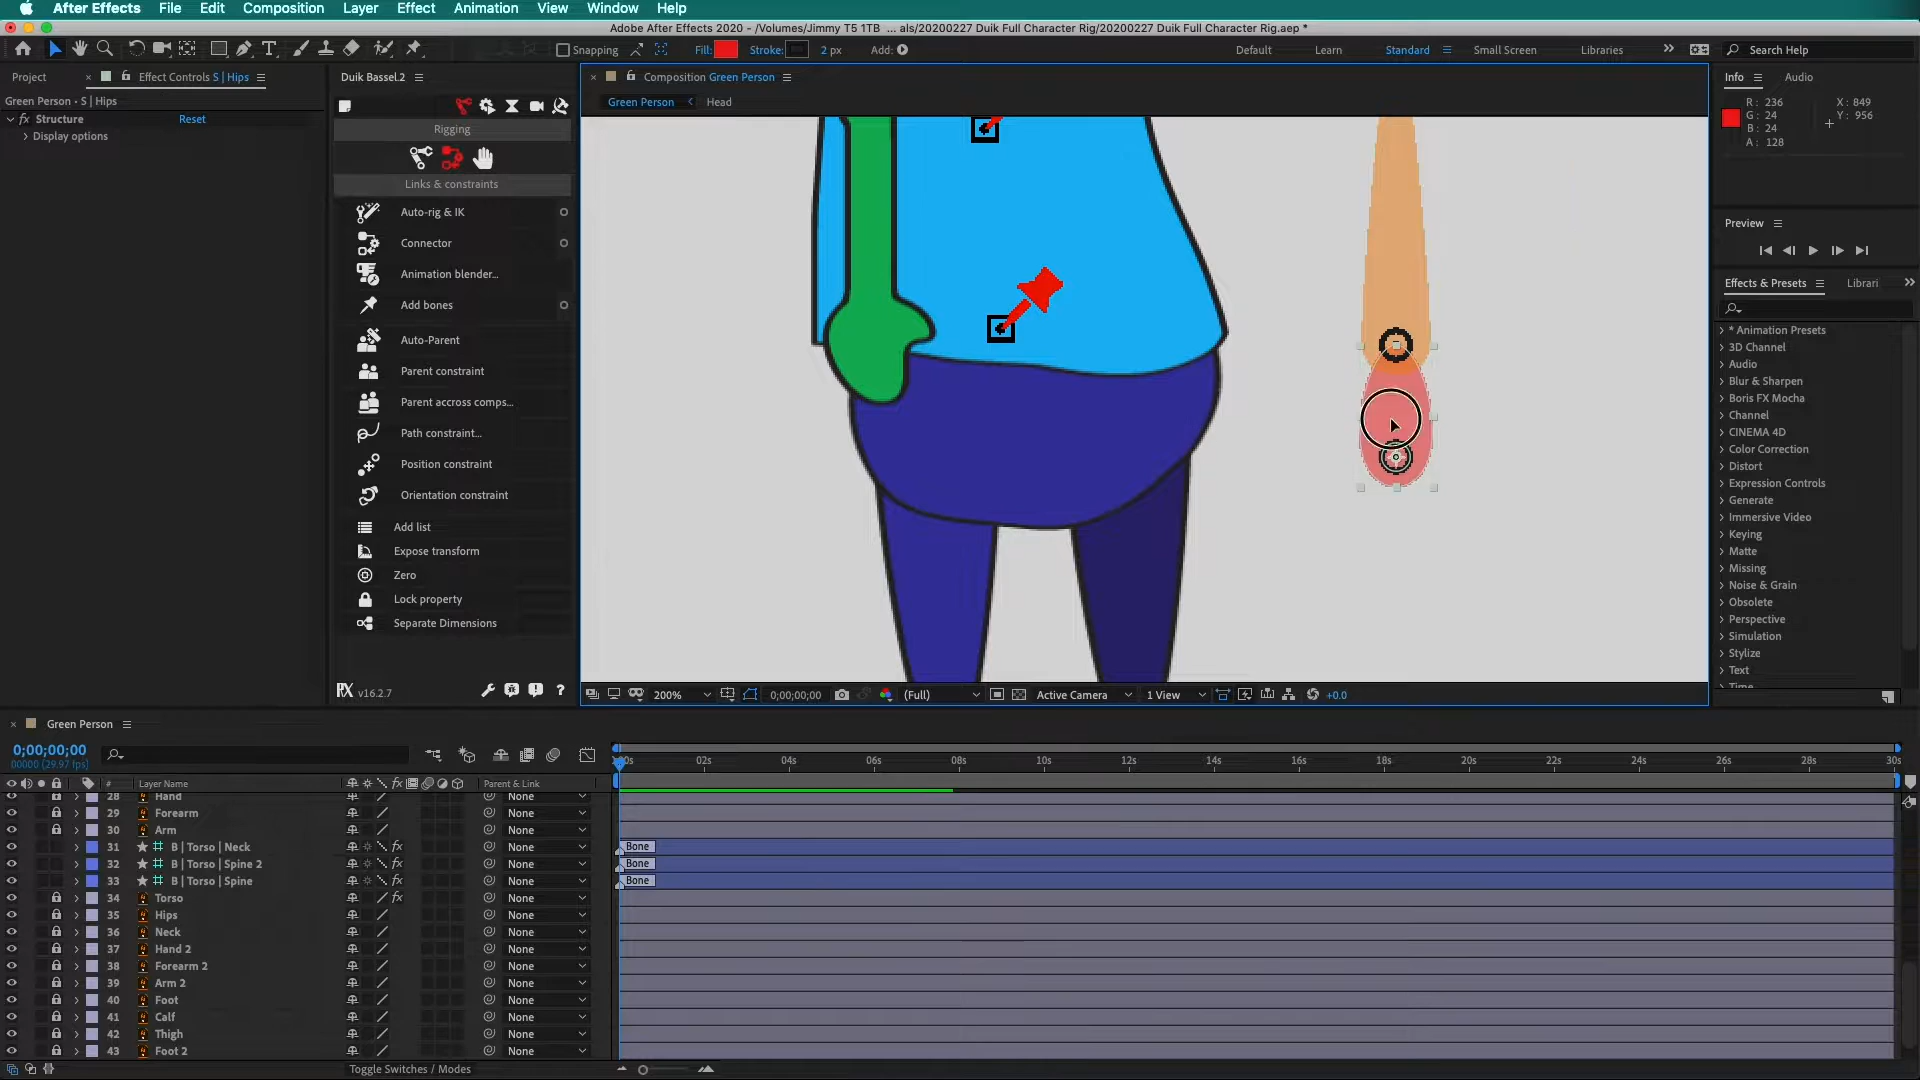 After Effects File Edit Composition Layer Effect Animation View Window Help
Adobe After Effects 2020 - /Volumes/Jimmy T5 1TB ... als/20200227 Duik Full Character Rig/20200227 Duik Full Character Rig.aep *
Snapping Fill: Stroke: 2 px Add: Default Learn Standard Small Screen Libraries Search Help
Project Effect Controls S | Hips
Green Person • S | Hips
fx Structure Reset
Display options
Duik Bassel.2
Rigging
Links & constraints
Auto-rig & IK
Connector
Animation blender...
Add bones
Auto-Parent
Parent constraint
Parent accross comps...
Path constraint...
Position constraint
Orientation constraint
Add list
Expose transform
Zero
Lock property
Separate Dimensions
v16.2.7
?
Composition Green Person
Green Person Head
200% 0;00;00;00 (Full) Active Camera 1 View +0.0
Info Audio
R: 236 X: 849
G: 24 Y: 956
B: 24
A: 128
Preview
Effects & Presets Librari
* Animation Presets
3D Channel
Audio
Blur & Sharpen
Boris FX Mocha
Channel
CINEMA 4D
Color Correction
Distort
Expression Controls
Generate
Immersive Video
Keying
Matte
Missing
Noise & Grain
Obsolete
Perspective
Simulation
Stylize
Text
Time
Green Person
0;00;00;00
00000 (29.97 fps)
# Layer Name fx Parent & Link
02s 04s 06s 08s 10s 12s 14s 16s 18s 20s 22s 24s 26s 28s 30s
28 Hand None
29 Forearm None
30 Arm None
31 B | Torso | Neck fx None Bone
32 B | Torso | Spine 2 fx None Bone
33 B | Torso | Spine fx None Bone
34 Torso fx None
35 Hips None
36 Neck None
37 Hand 2 None
38 Forearm 2 None
39 Arm 2 None
40 Foot None
41 Calf None
42 Thigh None
43 Foot 2 None
Toggle Switches / Modes